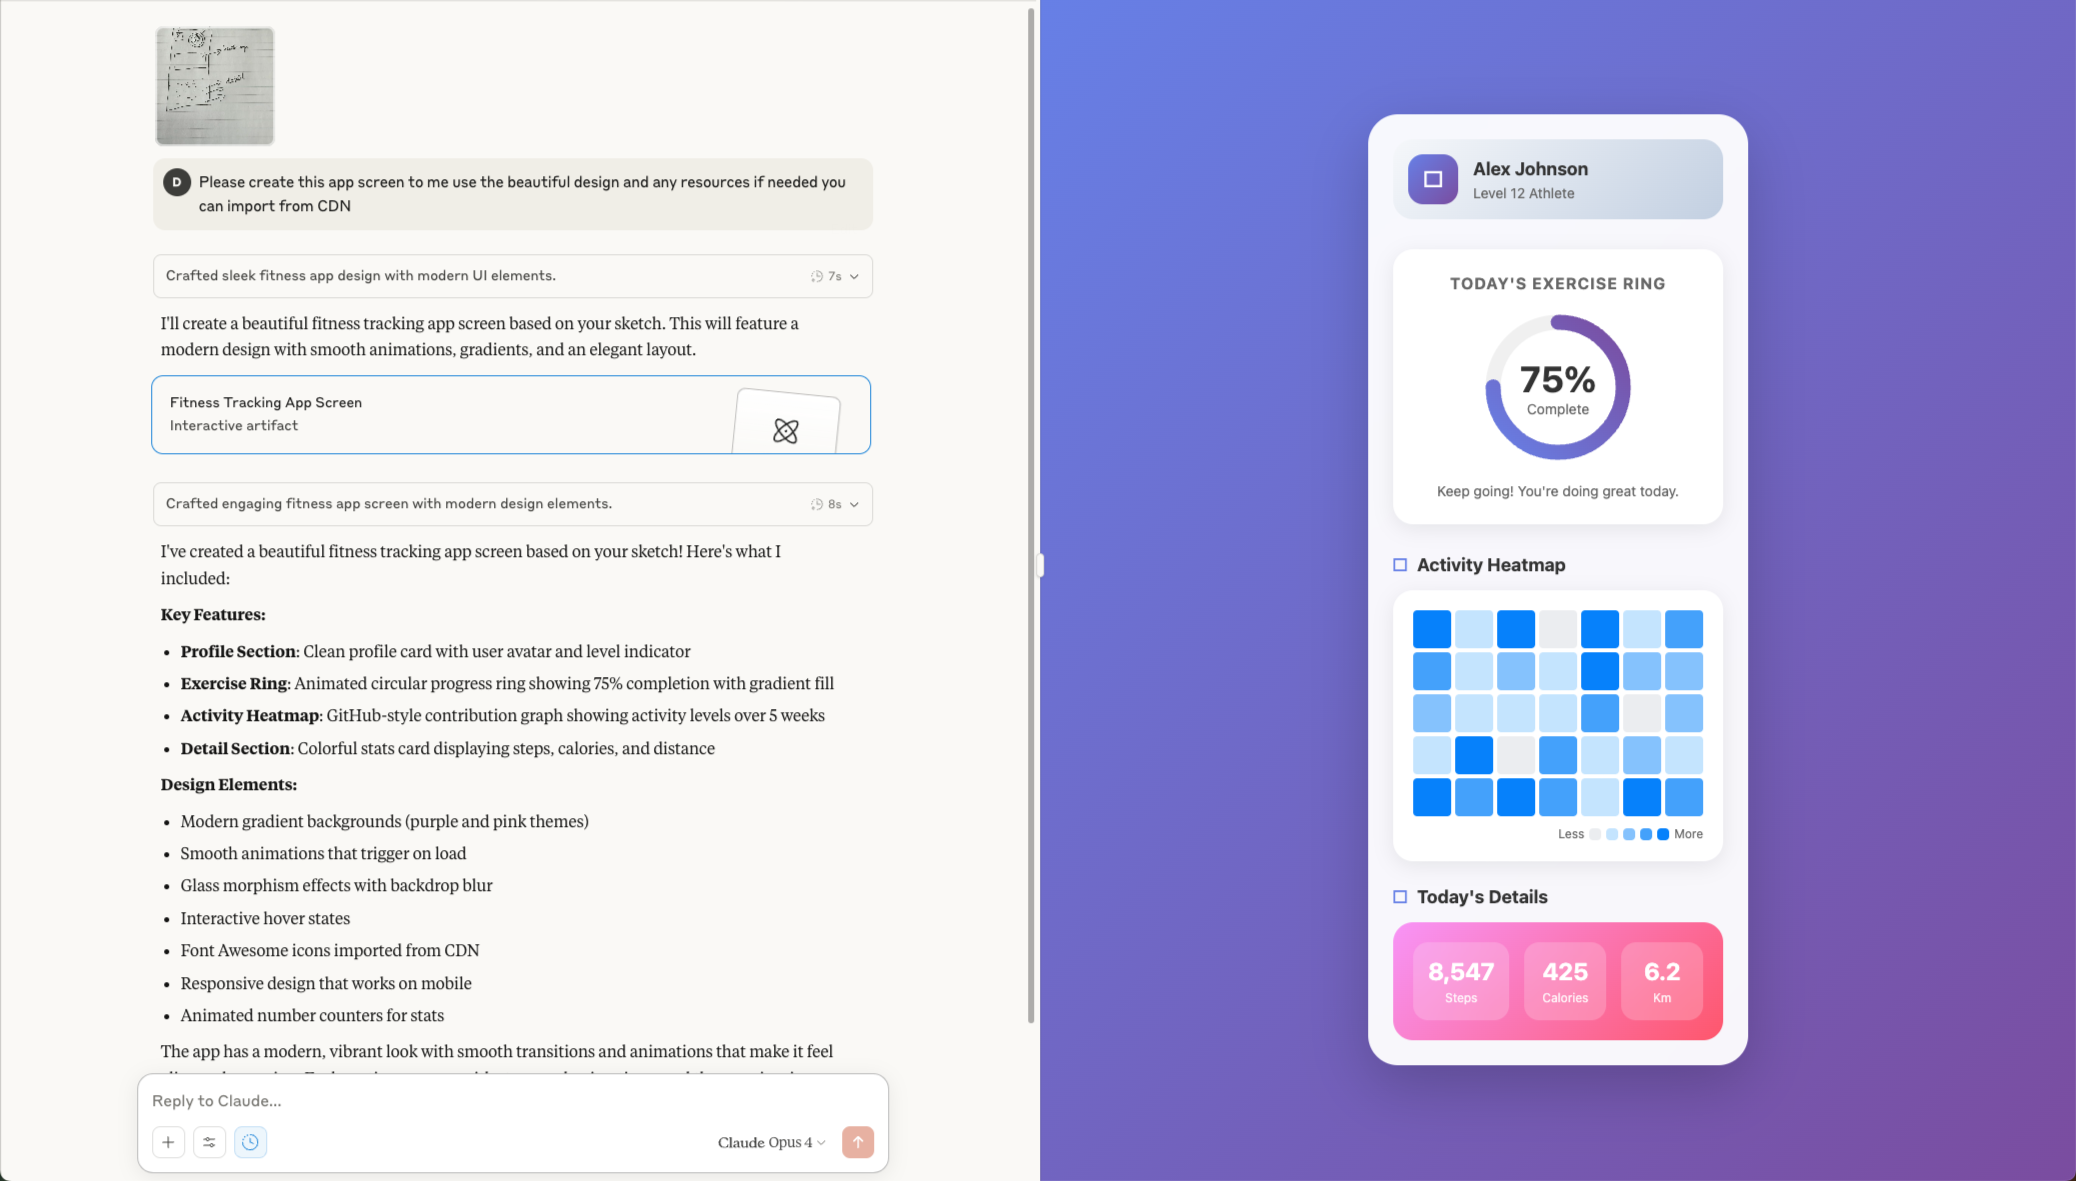 D
Please create this app screen to me use the beautiful design and any resources if needed you
can import from CDN
Crafted sleek fitness app design with modern UI elements.
7s
I'll create a beautiful fitness tracking app screen based on your sketch. This will feature a
modern design with smooth animations, gradients, and an elegant layout.
Fitness Tracking App Screen
Interactive artifact
Crafted engaging fitness app screen with modern design elements.
8s
I've created a beautiful fitness tracking app screen based on your sketch! Here's what I
included:
Key Features:
• Profile Section: Clean profile card with user avatar and level indicator
• Exercise Ring: Animated circular progress ring showing 75% completion with gradient fill
• Activity Heatmap: GitHub-style contribution graph showing activity levels over 5 weeks
• Detail Section: Colorful stats card displaying steps, calories, and distance
Design Elements:
• Modern gradient backgrounds (purple and pink themes)
• Smooth animations that trigger on load
• Glass morphism effects with backdrop blur
• Interactive hover states
• Font Awesome icons imported from CDN
• Responsive design that works on mobile
• Animated number counters for stats
The app has a modern, vibrant look with smooth transitions and animations that make it feel
Reply to Claude...
Claude Opus 4
Alex Johnson
Level 12 Athlete
TODAY'S EXERCISE RING
75%
Complete
Keep going! You're doing great today.
Activity Heatmap
Less
More
Today's Details
8,547
Steps
425
Calories
6.2
Km